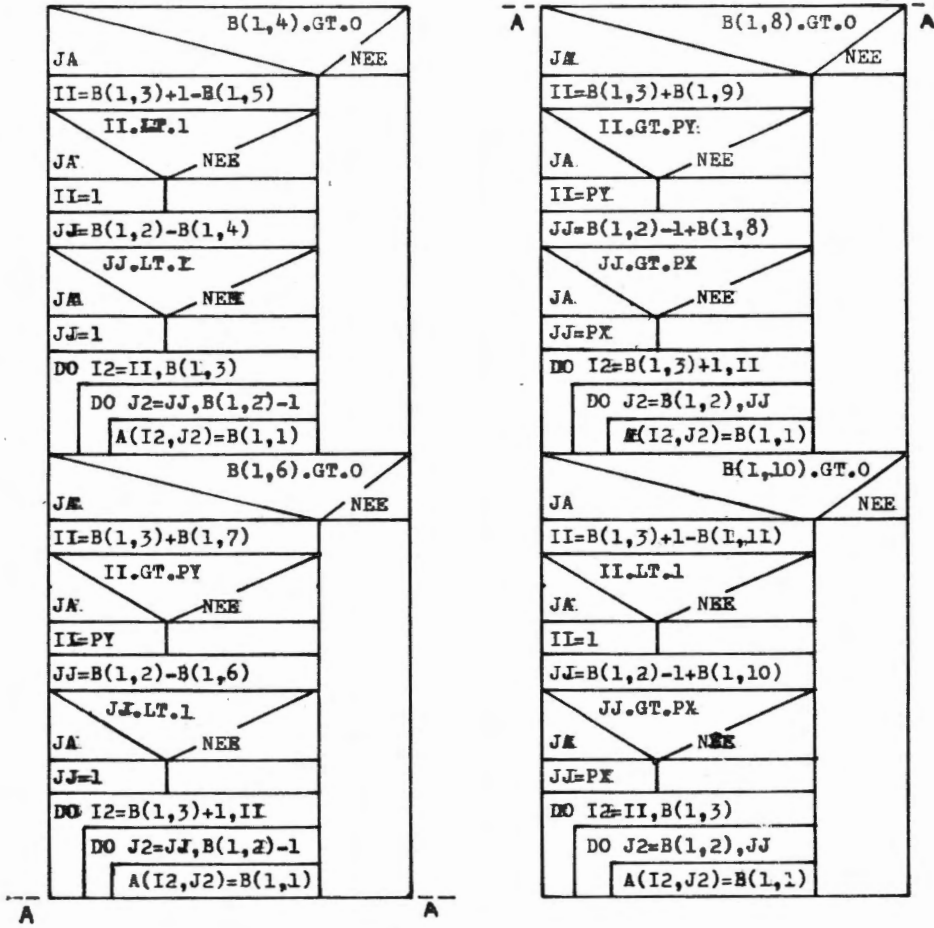 B(1,4).GT.0
JA NEE
II=B(1,3)+1-B(1,5)
II.LT.1
JA NEE
II=1
JJ=B(1,2)-B(1,4)
JJ.LT.1
JA NEE
JJ=1
DO I2=II,B(1,3)
DO J2=JJ,B(1,2)-1
A(I2,J2)=B(1,1)
B(1,6).GT.0
JA NEE
II=B(1,3)+B(1,7)
II.GT.PY
JA NEE
II=PY
JJ=B(1,2)-B(1,6)
JJ.LT.1
JA NEE
JJ=1
DO I2=B(1,3)+1,II
DO J2=JJ,B(1,2)-1
A(I2,J2)=B(1,1)
A A
A A
B(1,8).GT.0
JA NEE
II=B(1,3)+B(1,9)
II.GT.PY
JA NEE
II=PY
JJ=B(1,2)-1+B(1,8)
JJ.GT.PX
JA NEE
JJ=PX
DO I2=B(1,3)+1,II
DO J2=B(1,2),JJ
A(I2,J2)=B(1,1)
B(1,10).GT.0
JA NEE
II=B(1,3)+1-B(1,11)
II.LT.1
JA NEE
II=1
JJ=B(1,2)-1+B(1,10)
JJ.GT.PX
JA NEE
JJ=PX
DO I2=II,B(1,3)
DO J2=B(1,2),JJ
A(I2,J2)=B(1,1)